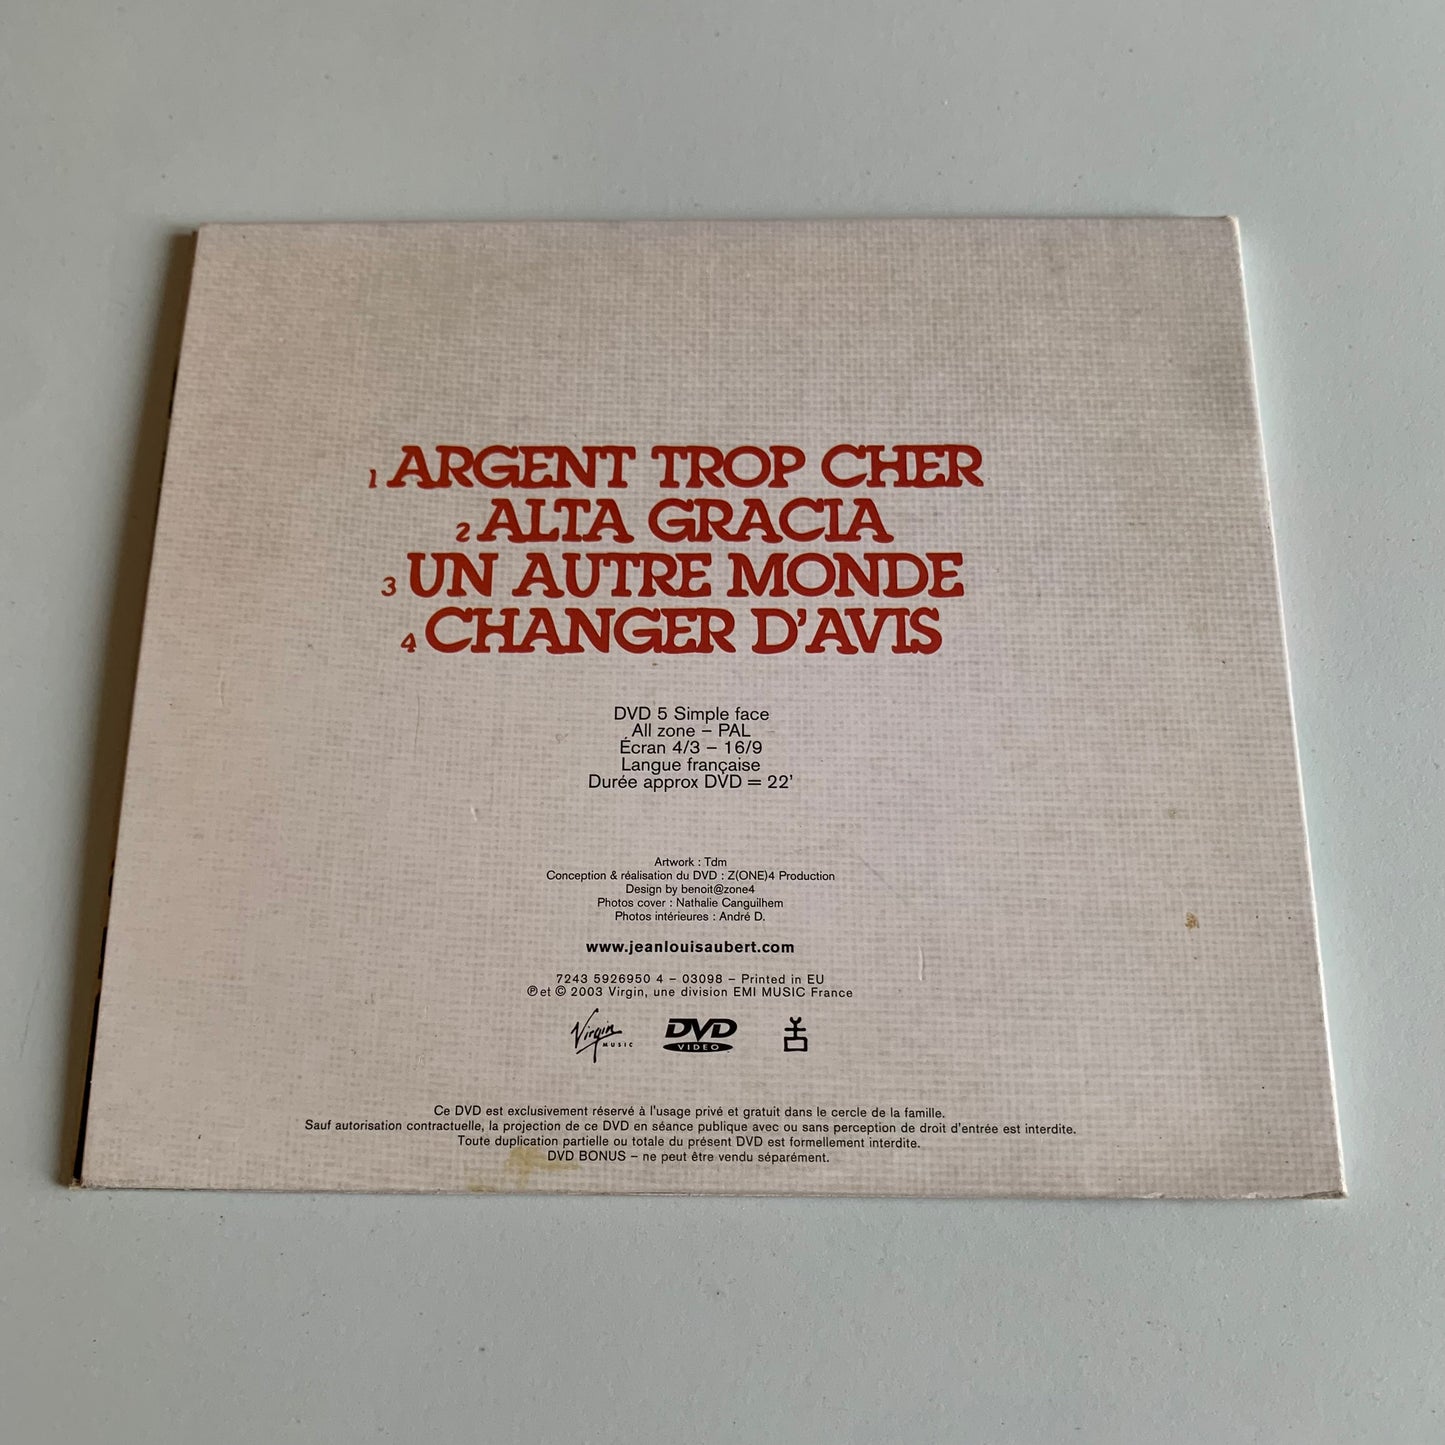 1 ARGENT TROP CHER
2 ALTA GRACIA
3 UN AUTRE MONDE
4 CHANGER D'AVIS
DVD 5 Simple face
All zone – PAL
Écran 4/3 – 16/9
Langue française
Durée approx DVD = 22'
Artwork : Tdm
Conception & réalisation du DVD : Z(ONE)4 Production
Design by benoit@zone4
Photos cover : Nathalie Canguilhem
Photos intérieures : André D.
www.jeanlouisaubert.com
7243 5926950 4 – 03098 – Printed in EU
℗ et © 2003 Virgin, une division EMI MUSIC France
Virgin MUSIC
DVD VIDEO
Ce DVD est exclusivement réservé à l'usage privé et gratuit dans le cercle de la famille.
Sauf autorisation contractuelle, la projection de ce DVD en séance publique avec ou sans perception de droit d'entrée est interdite.
Toute duplication partielle ou totale du présent DVD est formellement interdite.
DVD BONUS – ne peut être vendu séparément.